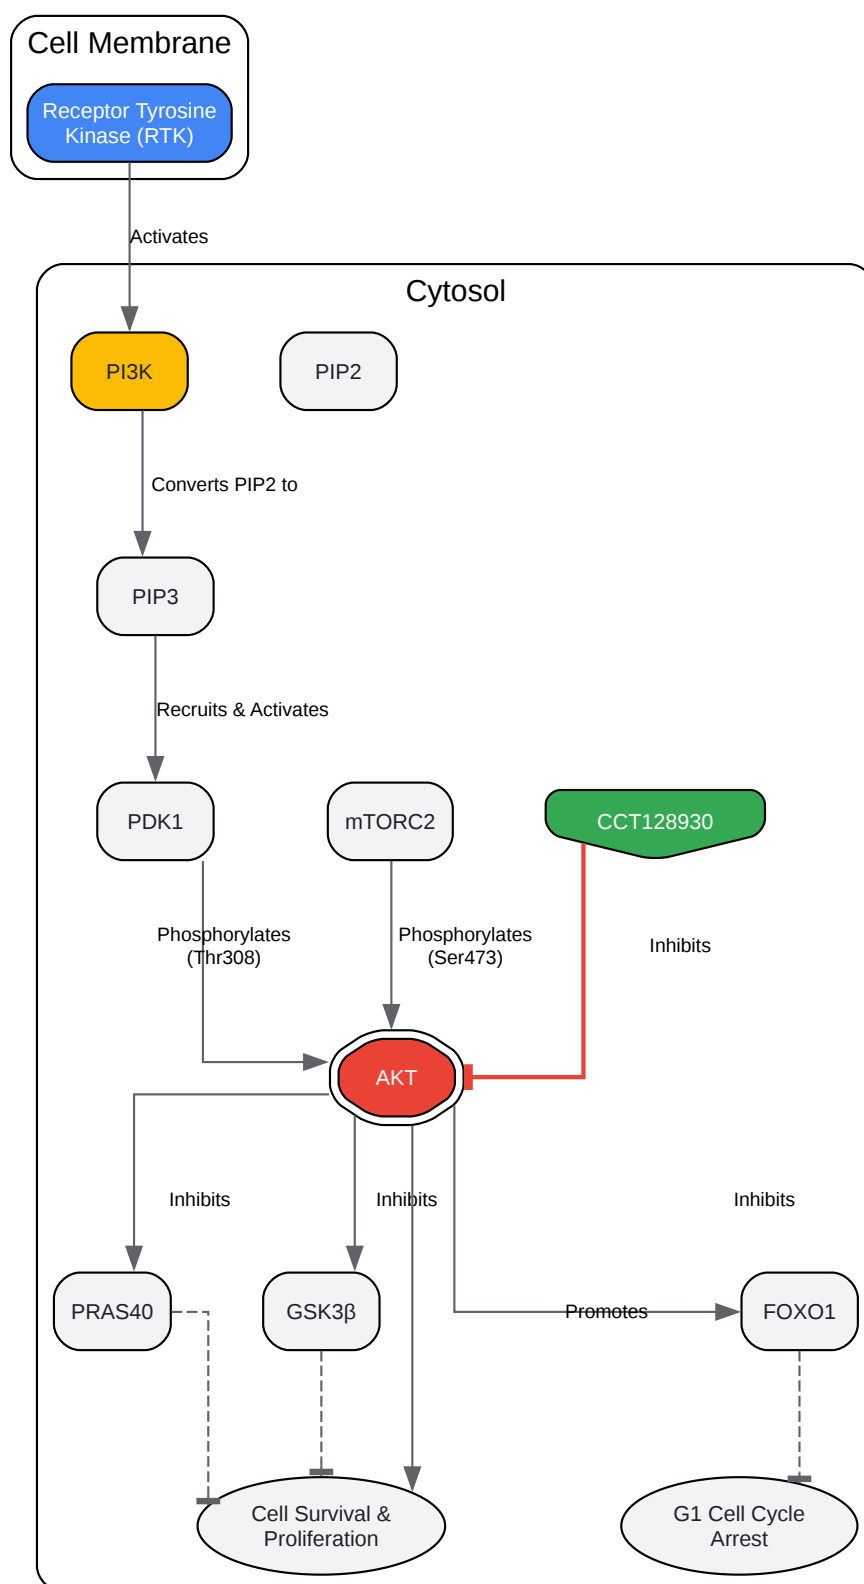 Cell Membrane
Receptor Tyrosine
Kinase (RTK)
Activates
Cytosol
PI3K
PIP2
Converts PIP2 to
PIP3
Recruits & Activates
PDK1
mTORC2
CCT128930
Phosphorylates
(Thr308)
Phosphorylates
(Ser473)
Inhibits
AKT
Inhibits
Inhibits
Inhibits
PRAS40
GSK3β
Promotes
FOXO1
Cell Survival &
Proliferation
G1 Cell Cycle
Arrest